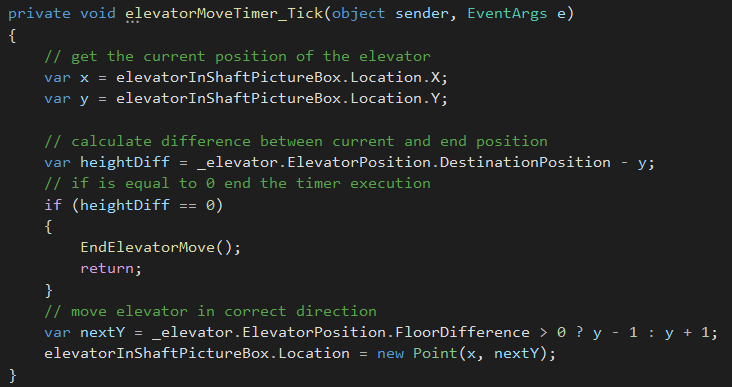 private void elevatorMoveTimer_Tick(object sender, EventArgs e)
{
    // get the current position of the elevator
    var x = elevatorInShaftPictureBox.Location.X;
    var y = elevatorInShaftPictureBox.Location.Y;

    // calculate difference between current and end position
    var heightDiff = _elevator.ElevatorPosition.DestinationPosition - y;
    // if is equal to 0 end the timer execution
    if (heightDiff == 0)
    {
        EndElevatorMove();
        return;
    }
    // move elevator in correct direction
    var nextY = _elevator.ElevatorPosition.FloorDifference > 0 ? y - 1 : y + 1;
    elevatorInShaftPictureBox.Location = new Point(x, nextY);
}